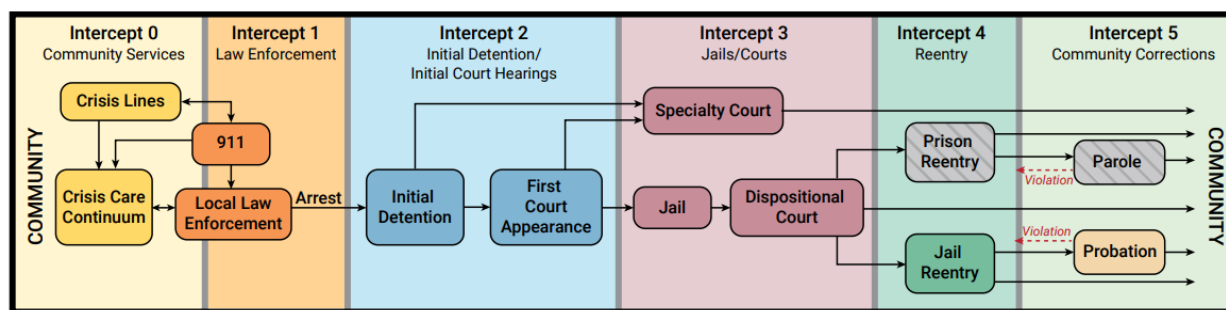 Intercept 0
Community Services
Intercept 1
Law Enforcement
Intercept 2
Initial Detention/
Initial Court Hearings
Intercept 3
Jails/Courts
Intercept 4
Reentry
Intercept 5
Community Corrections
COMMUNITY
Crisis Lines
911
Crisis Care
Continuum
Local Law
Enforcement
Arrest
Initial
Detention
First
Court
Appearance
Specialty Court
Jail
Dispositional
Court
Prison
Reentry
Violation
Parole
Jail
Reentry
Violation
Probation
COMMUNITY